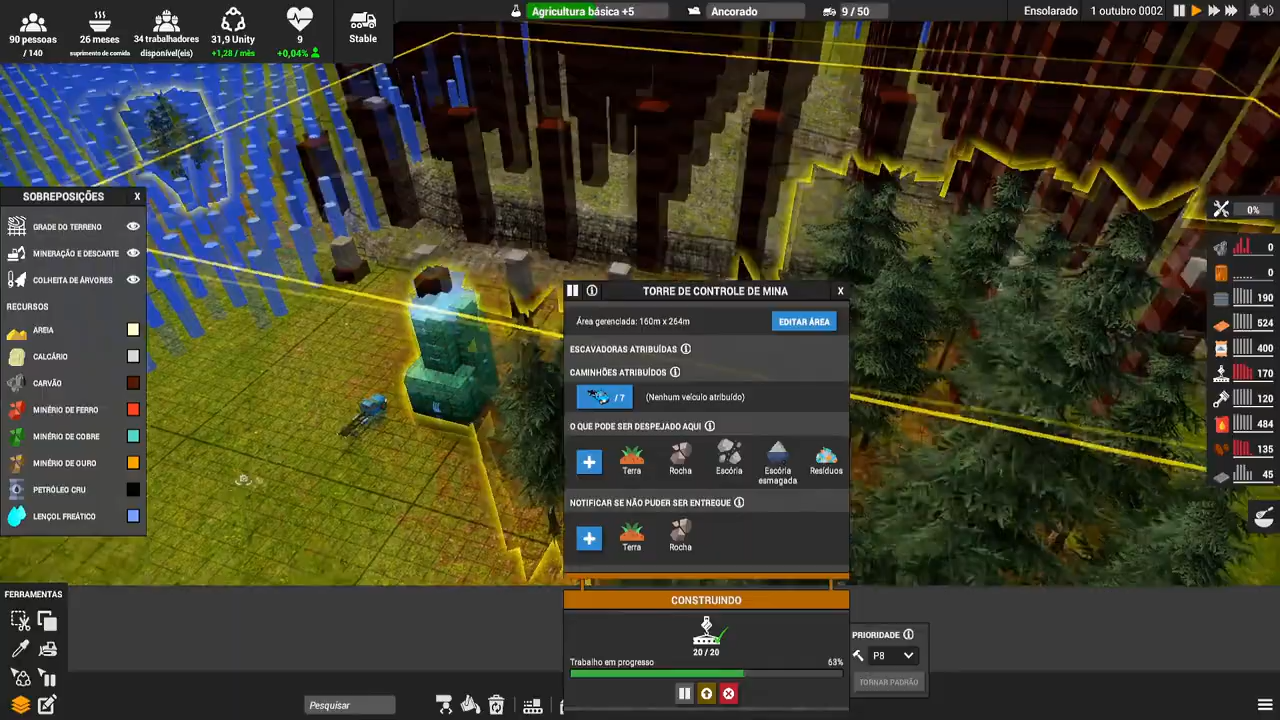 90 pessoas
/ 140
26 meses
suprimento de comida
34 trabalhadores
disponível(eis)
31,9 Unity
+1,28 / mês
9
+0,04%
Stable
Agricultura básica +5
Ancorado
9 / 50
Ensolarado
1 outubro 0002
SOBREPOSIÇÕES X
GRADE DO TERRENO
MINERAÇÃO E DESCARTE
COLHEITA DE ÁRVORES
RECURSOS
AREIA
CALCÁRIO
CARVÃO
MINÉRIO DE FERRO
MINÉRIO DE COBRE
MINÉRIO DE OURO
PETRÓLEO CRU
LENÇOL FREÁTICO
TORRE DE CONTROLE DE MINA X
Área gerenciada: 160m x 264m
EDITAR ÁREA
ESCAVADORAS ATRIBUÍDAS
CAMINHÕES ATRIBUÍDOS
/ 7
(Nenhum veículo atribuído)
O QUE PODE SER DESPEJADO AQUI
Terra
Rocha
Escória
Escória esmagada
Resíduos
NOTIFICAR SE NÃO PUDER SER ENTREGUE
Terra
Rocha
CONSTRUINDO
20 / 20
Trabalho em progresso
63%
PRIORIDADE
P8
TORNAR PADRÃO
0%
0
0
190
524
400
170
120
484
135
45
FERRAMENTAS
Pesquisar